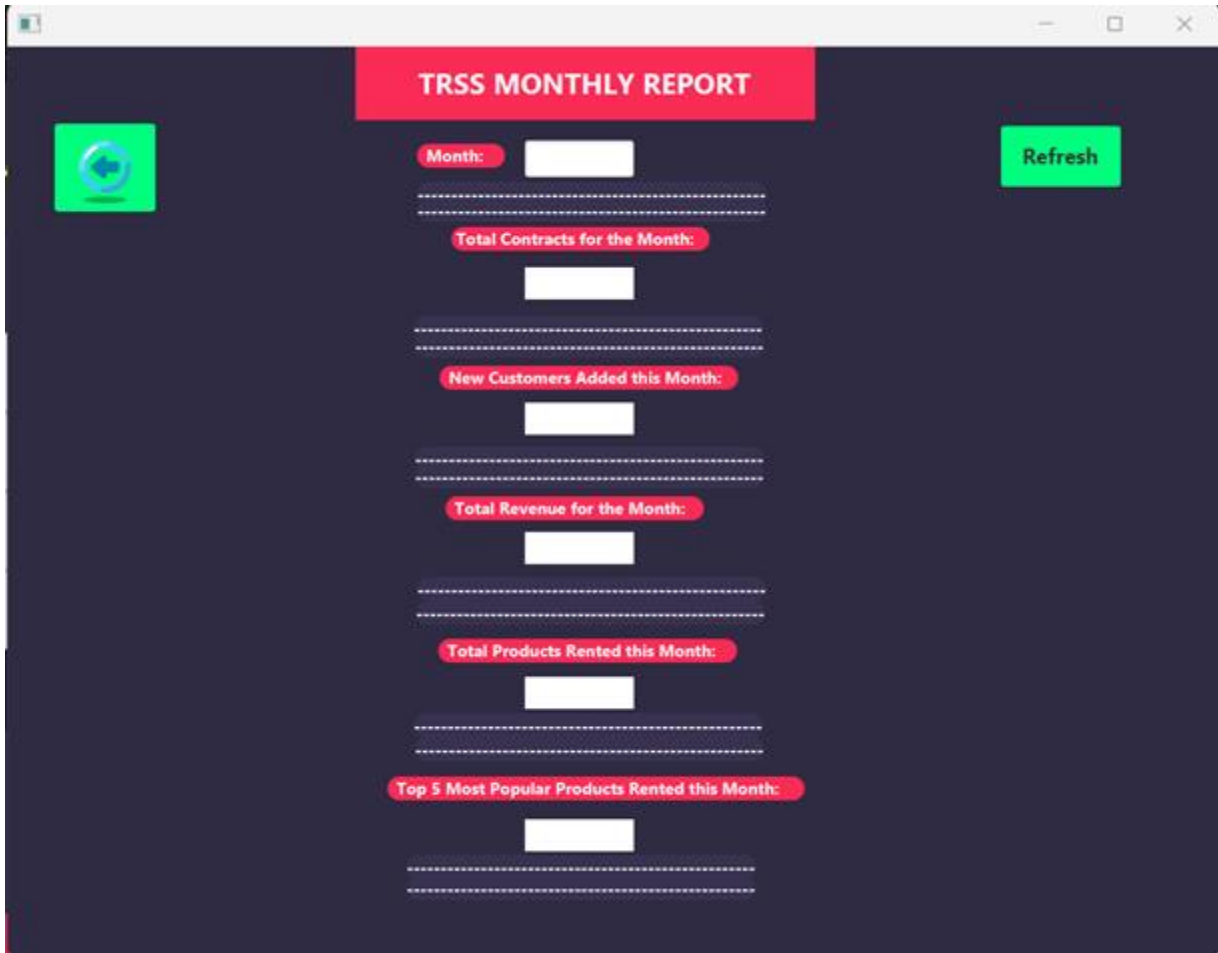 TRSS MONTHLY REPORT
Month:
Refresh
------------------------------------------------------------
------------------------------------------------------------
Total Contracts for the Month:
------------------------------------------------------------
------------------------------------------------------------
New Customers Added this Month:
------------------------------------------------------------
------------------------------------------------------------
Total Revenue for the Month:
------------------------------------------------------------
------------------------------------------------------------
Total Products Rented this Month:
------------------------------------------------------------
------------------------------------------------------------
Top 5 Most Popular Products Rented this Month:
------------------------------------------------------------
------------------------------------------------------------